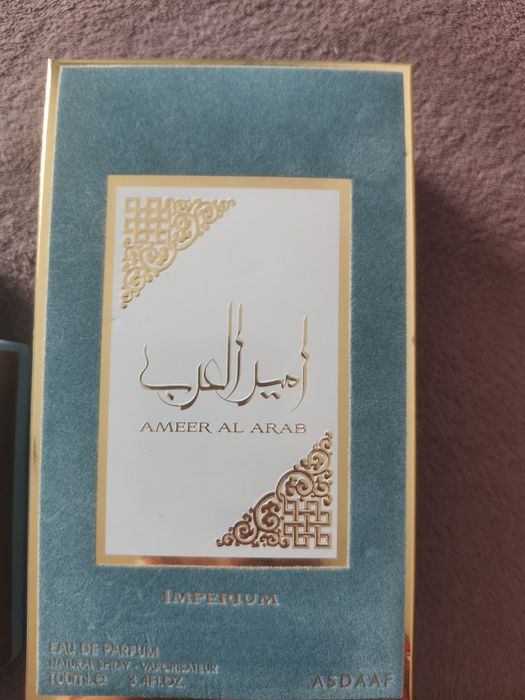 أمير العرب
AMEER AL ARAB
IMPERIUM
EAU DE PARFUM
NATURAL SPRAY - VAPORISATEUR
100ml.e 3.4FL.OZ
ASDAAF